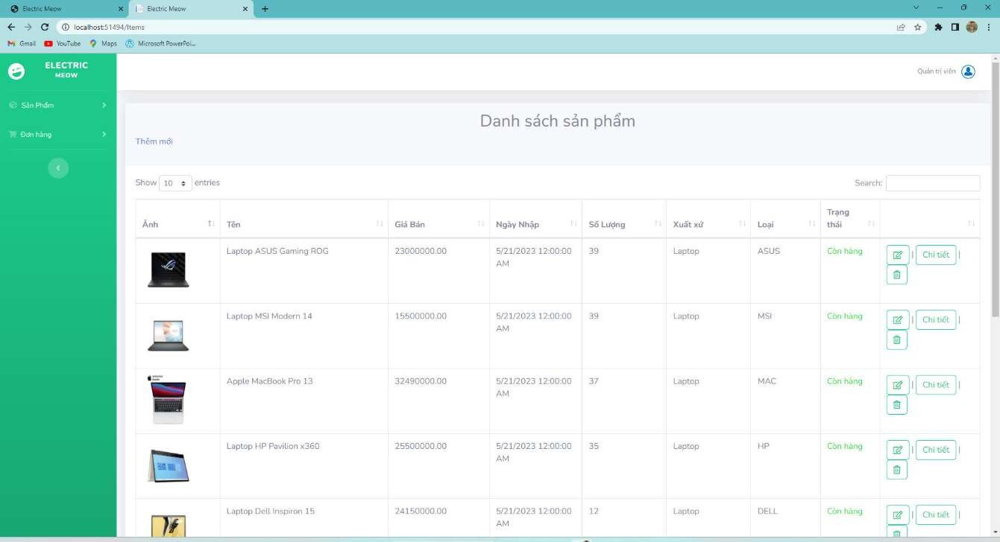 Electric Meow
Electric Meow
localhost:51494/Items
Gmail YouTube Maps Microsoft PowerPoi...
ELECTRIC
MEOW
Quản trị viên
Sản Phẩm
Đơn hàng
Danh sách sản phẩm
Thêm mới
Show 10 entries
Search:
Ảnh Tên Giá Bán Ngày Nhập Số Lượng Xuất xứ Loại Trạng thái
Laptop ASUS Gaming ROG 23000000.00 5/21/2023 12:00:00 AM 39 Laptop ASUS Còn hàng | Chi tiết |
Laptop MSI Modern 14 15500000.00 5/21/2023 12:00:00 AM 39 Laptop MSI Còn hàng | Chi tiết |
Apple MacBook Pro 13 32490000.00 5/21/2023 12:00:00 AM 37 Laptop MAC Còn hàng | Chi tiết |
Laptop HP Pavilion x360 25500000.00 5/21/2023 12:00:00 AM 35 Laptop HP Còn hàng | Chi tiết |
Laptop Dell Inspiron 15 24150000.00 5/21/2023 12:00:00 AM 12 Laptop DELL Còn hàng | Chi tiết |